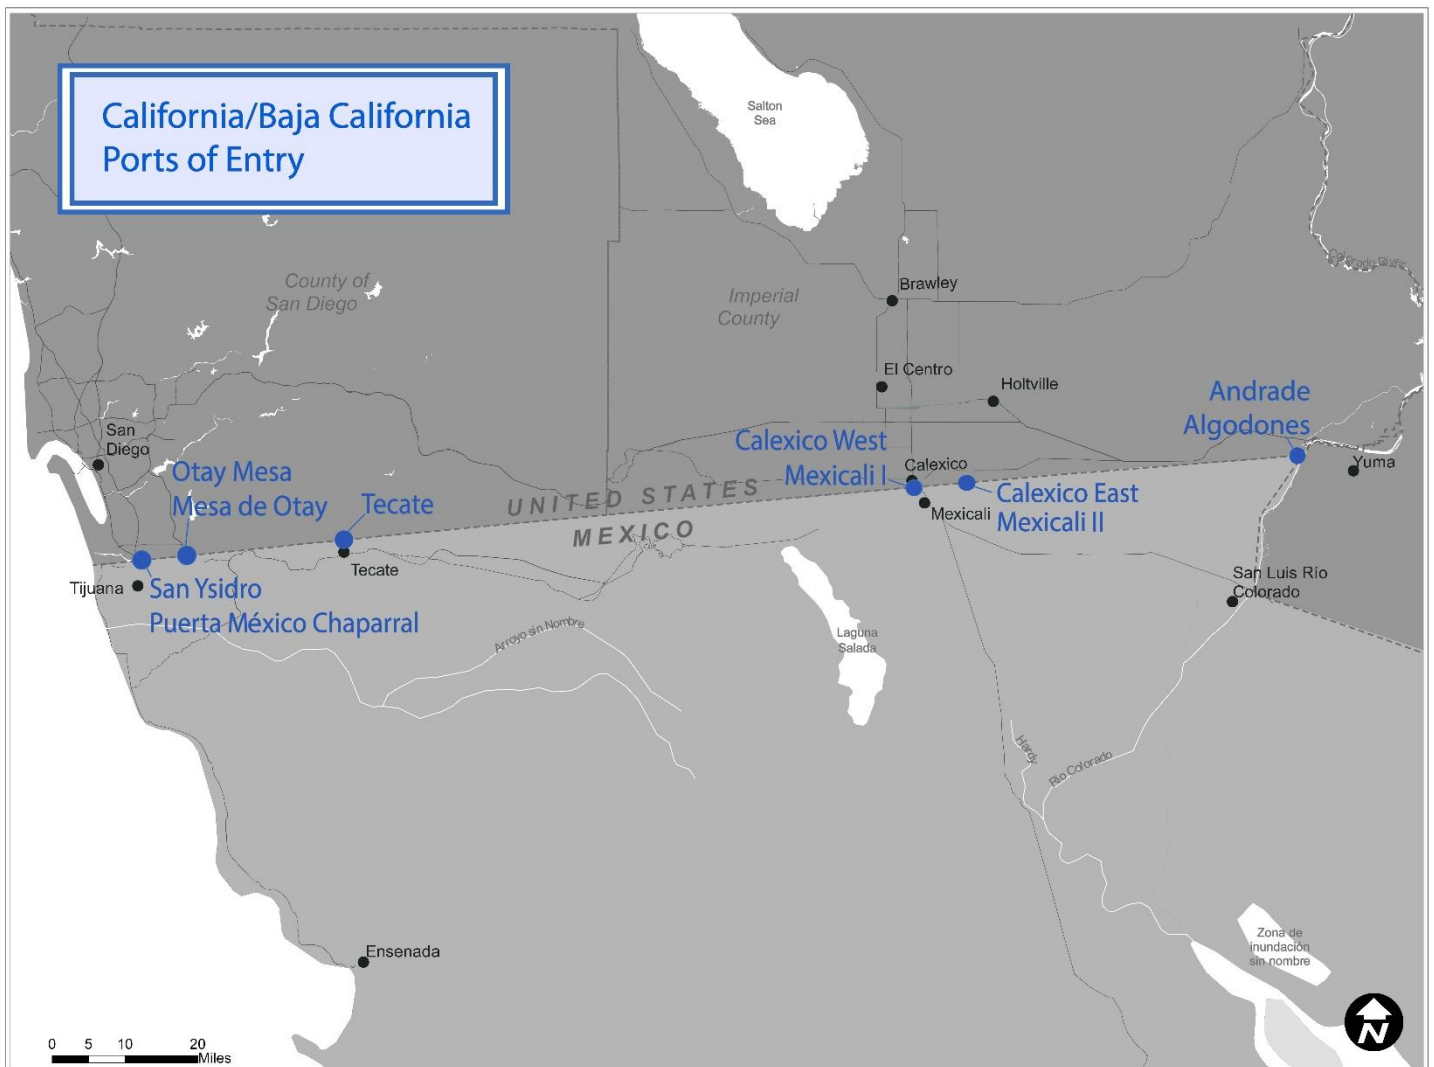 California/Baja California
Ports of Entry
Salton
Sea
Colorado River
County of
San Diego
Imperial
County
Brawley
El Centro
Holtville
Andrade
Algodones
San
Diego
Calexico West
Mexicali I
Calexico
Yuma
Otay Mesa
Mesa de Otay
Tecate
UNITED STATES
MEXICO
Mexicali
Calexico East
Mexicali II
Tecate
Tijuana
San Ysidro
Puerta México Chaparral
San Luis Río
Colorado
Arroyo sin Nombre
Laguna
Salada
Hardy
Rio Colorado
Ensenada
Zona de
inundación
sin nombre
N
0 5 10 20
Miles